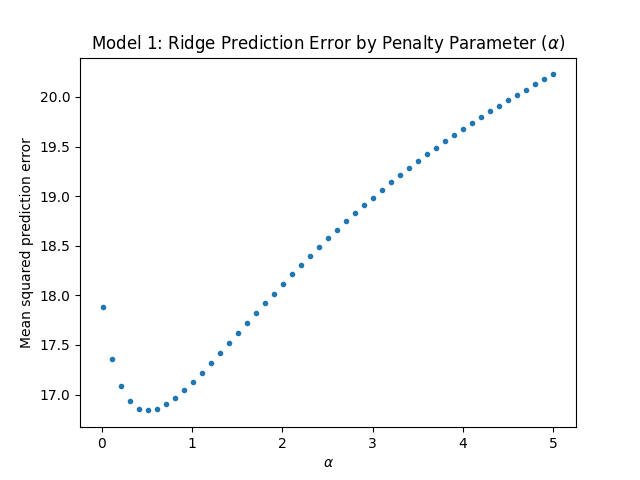 Model 1: Ridge Prediction Error by Penalty Parameter (α)
20.0
19.5
19.0
18.5
18.0
17.5
17.0
Mean squared prediction error
0 1 2 3 4 5
α